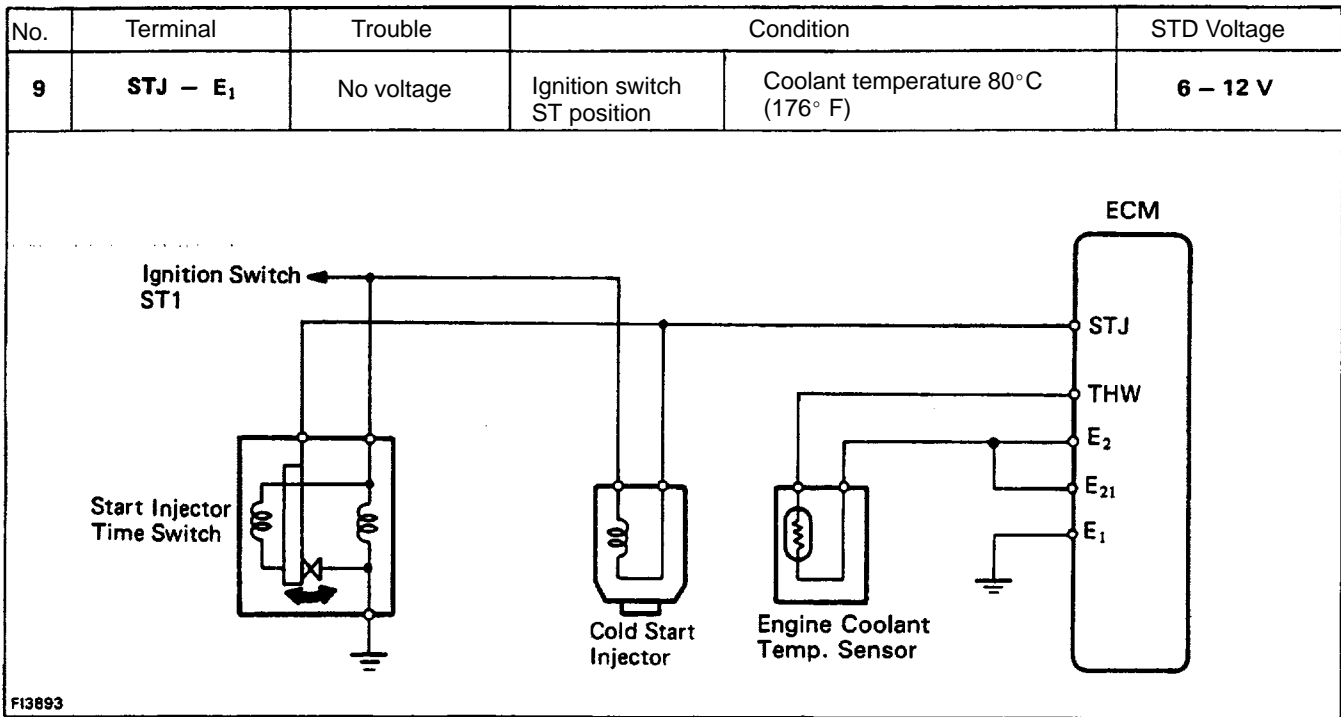 No. Terminal Trouble Condition STD Voltage
9 STJ – E₁ No voltage Ignition switch ST position Coolant temperature 80°C (176° F) 6 – 12 V
ECM
Ignition Switch
ST1
STJ
THW
E₂
E₂₁
E₁
Start Injector
Time Switch
Cold Start
Injector
Engine Coolant
Temp. Sensor
FI3893